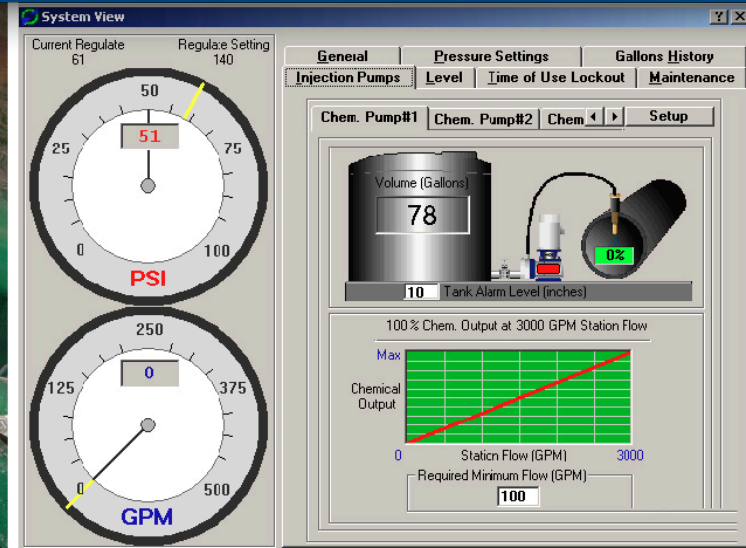 System View
Current Regulate
61
Regulate Setting
140
50
51
25
75
0
100
PSI
250
0
125
375
0
500
GPM
General
Pressure Settings
Gallons History
Injection Pumps
Level
Time of Use Lockout
Maintenance
Chem. Pump#1
Chem. Pump#2
Chem
Setup
Volume (Gallons)
78
0%
10 Tank Alarm Level (inches)
100% Chem. Output at 3000 GPM Station Flow
Max
Chemical
Output
0
Station Flow (GPM)
3000
Required Minimum Flow (GPM)
100